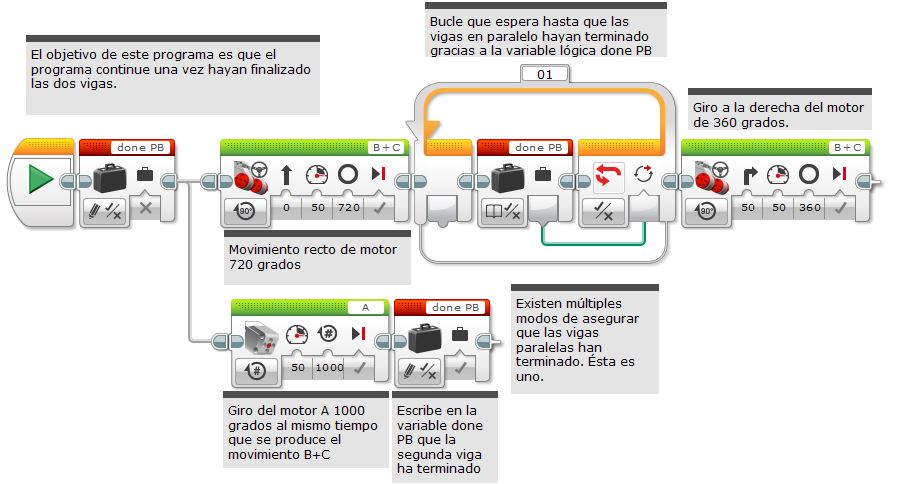 Bucle que espera hasta que las
vigas en paralelo hayan terminado
gracias a la variable lógica done PB
El objetivo de este programa es que el
programa continue una vez hayan finalizado
las dos vigas.
01
Giro a la derecha del motor
de 360 grados.
done PB
B+C
done PB
B+C
0 50 720
50 50 360
90°
90°
Movimiento recto de motor
720 grados
A
done PB
50 1000
#
#
Existen múltiples
modos de asegurar
que las vigas
paralelas han
terminado. Ésta es
uno.
Giro del motor A 1000
grados al mismo tiempo
que se produce el
movimiento B+C
Escribe en la
variable done
PB que la
segunda viga
ha terminado